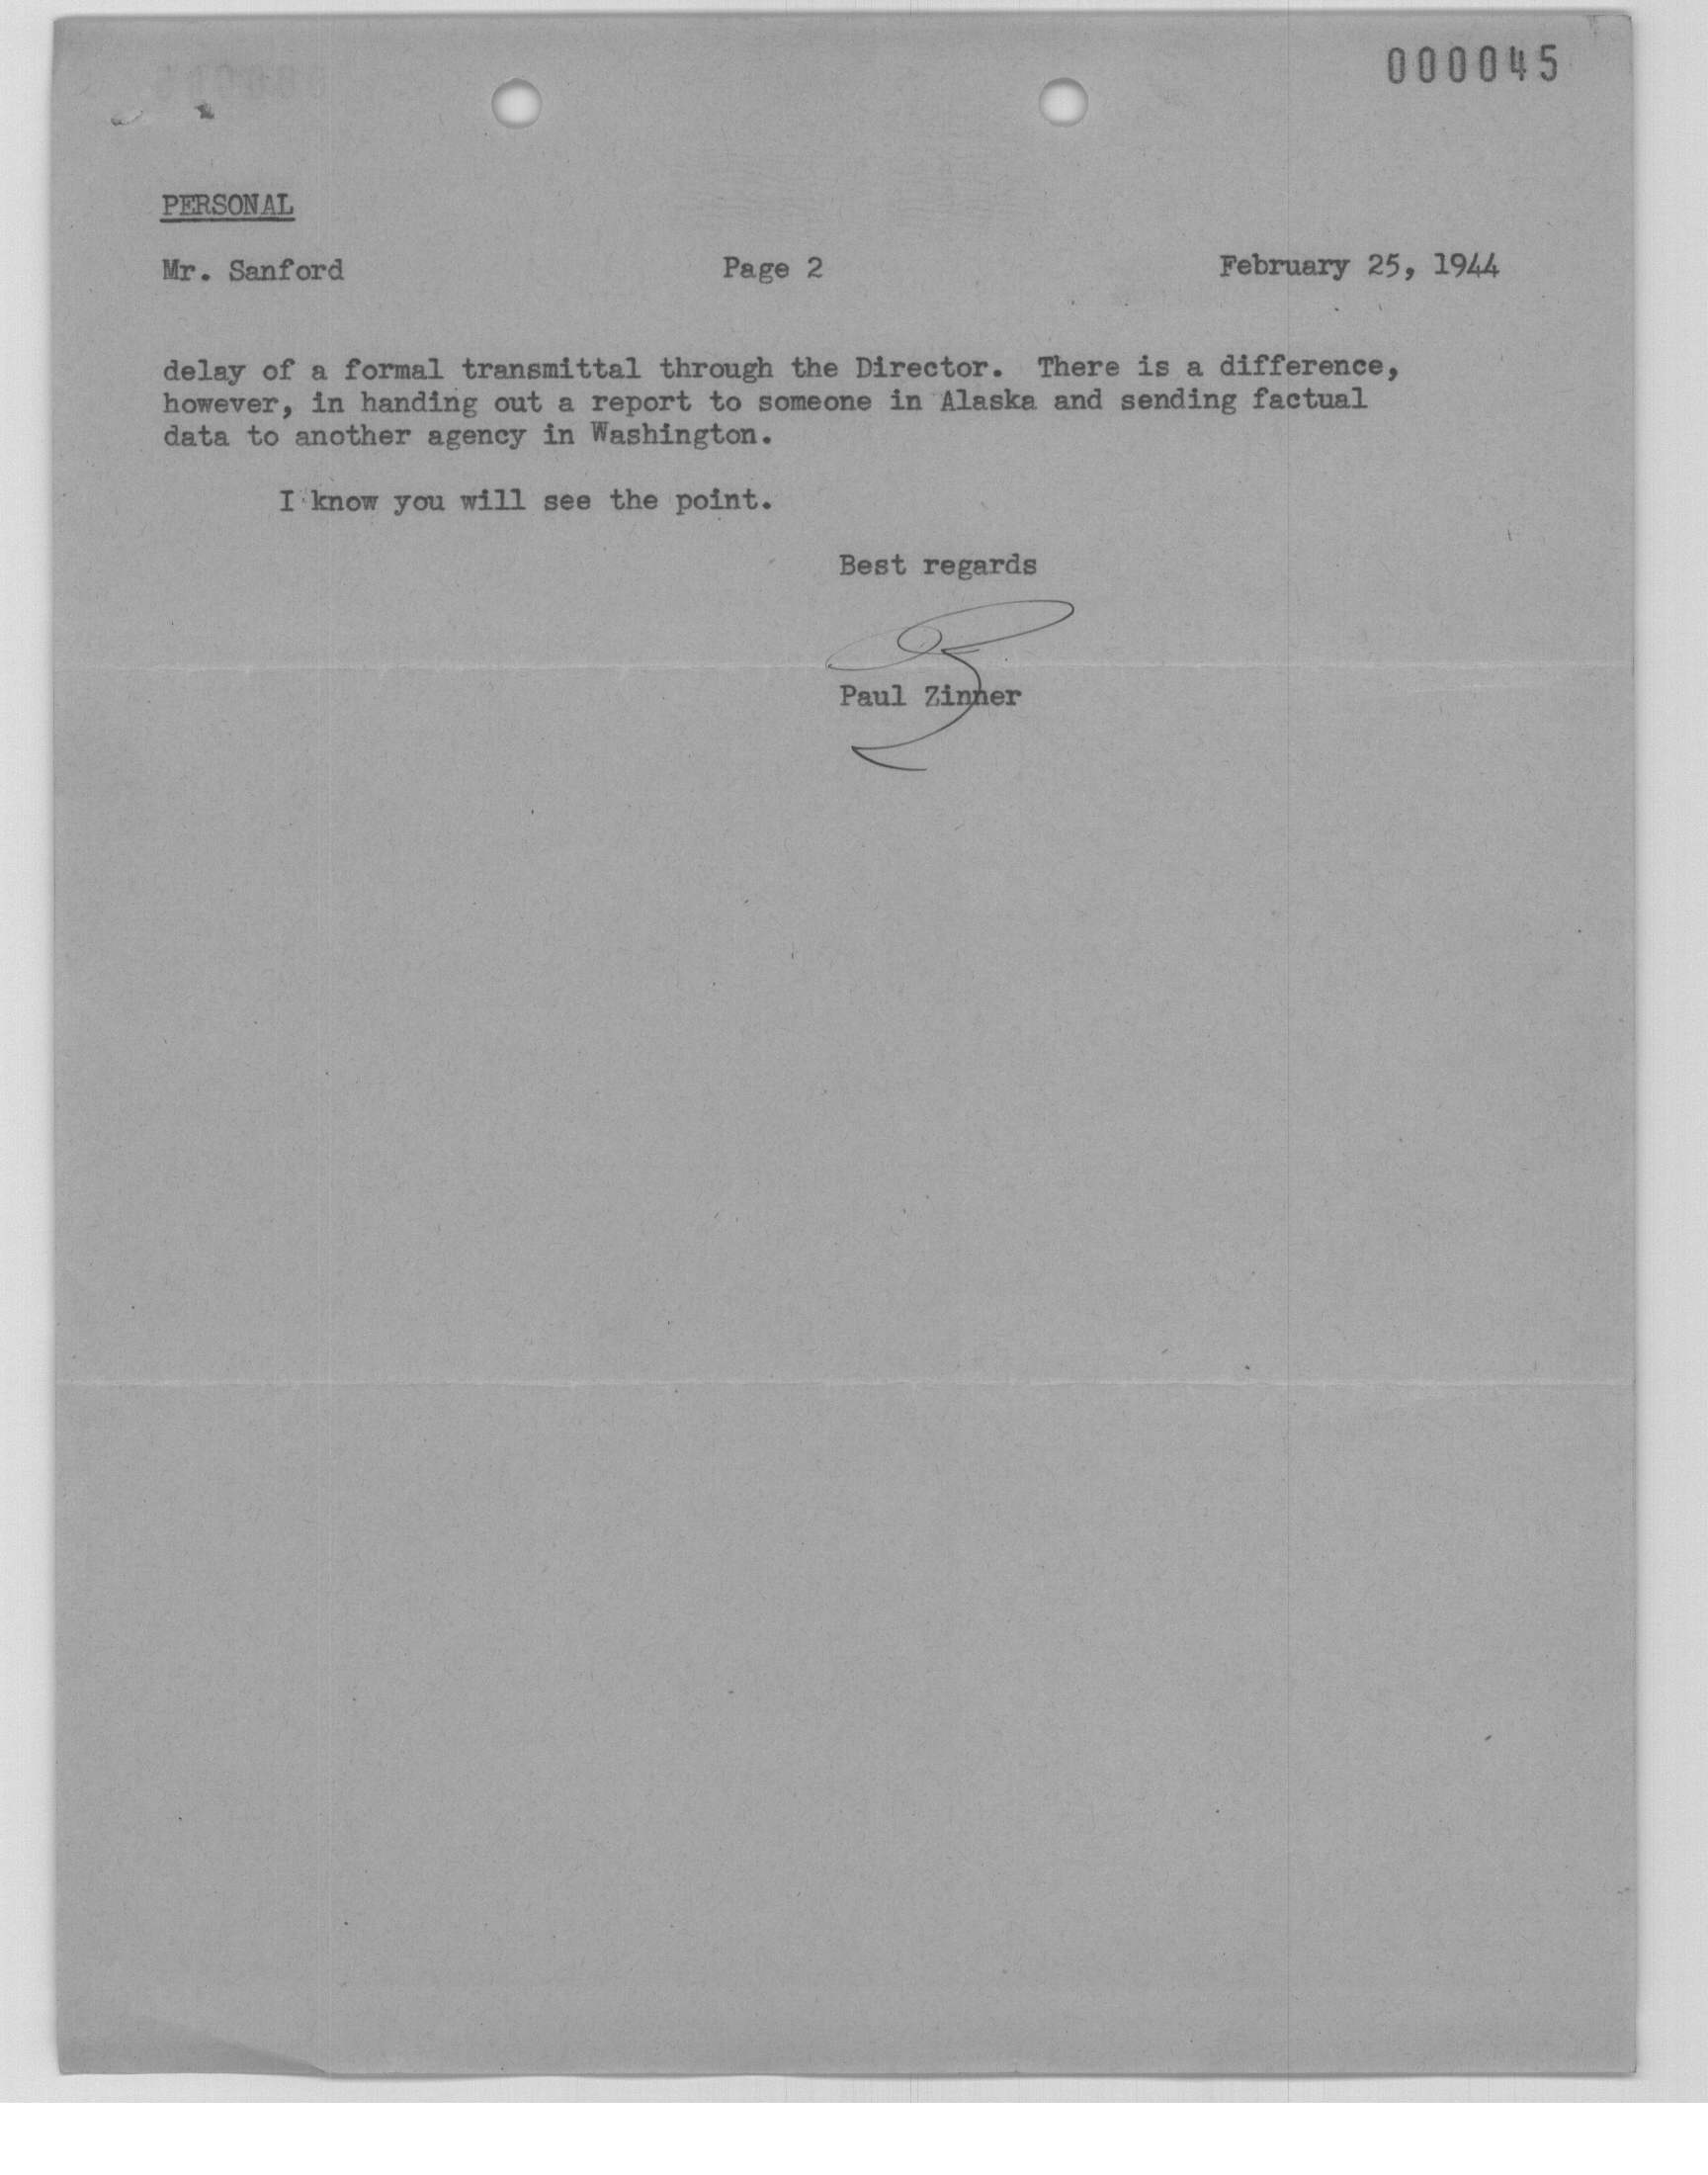 000045
PERSONAL
Mr. Sanford Page 2 February 25, 1944
delay of a formal transmittal through the Director. There is a difference,
however, in handing out a report to someone in Alaska and sending factual
data to another agency in Washington.
I know you will see the point.
Best regards
Paul Zinner